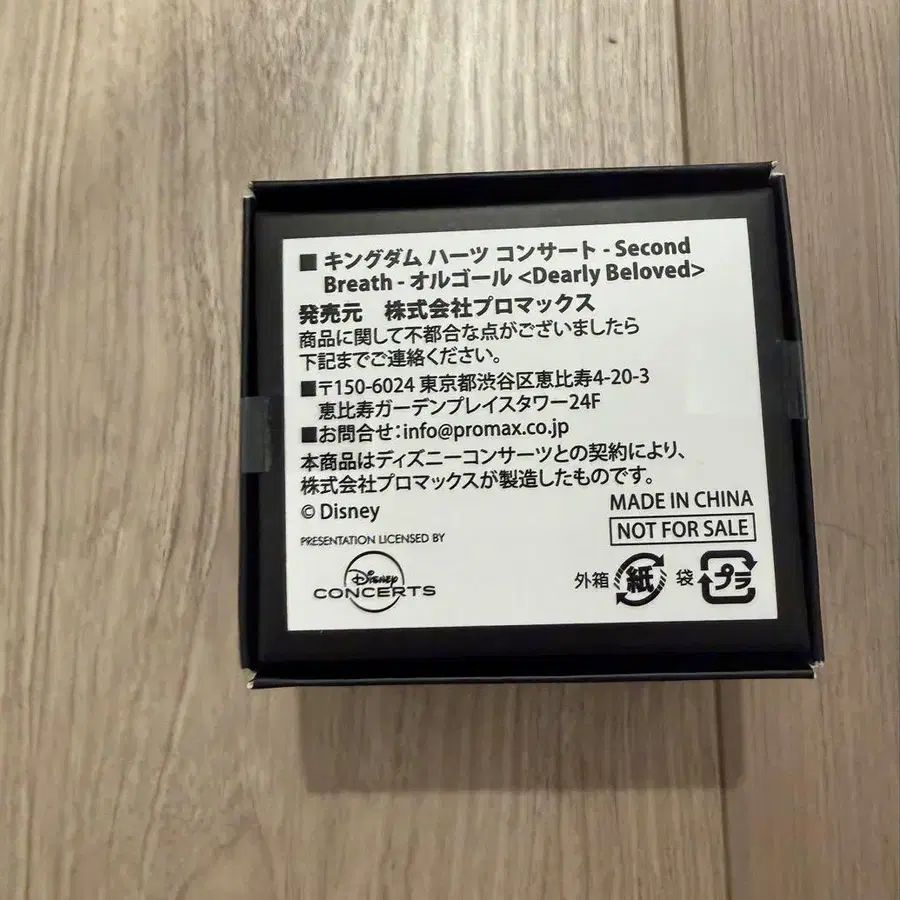 ■ キングダム ハーツ コンサート - Second
Breath - オルゴール <Dearly Beloved>
発売元　株式会社プロマックス
商品に関して不都合な点がございましたら
下記までご連絡ください。
■〒150-6024 東京都渋谷区恵比寿4-20-3
恵比寿ガーデンプレイスタワー24F
■お問合せ:info@promax.co.jp
本商品はディズニーコンサーツとの契約により、
株式会社プロマックスが製造したものです。
© Disney
MADE IN CHINA
NOT FOR SALE
PRESENTATION LICENSED BY
Disney
CONCERTS
外箱 紙 袋 プラ